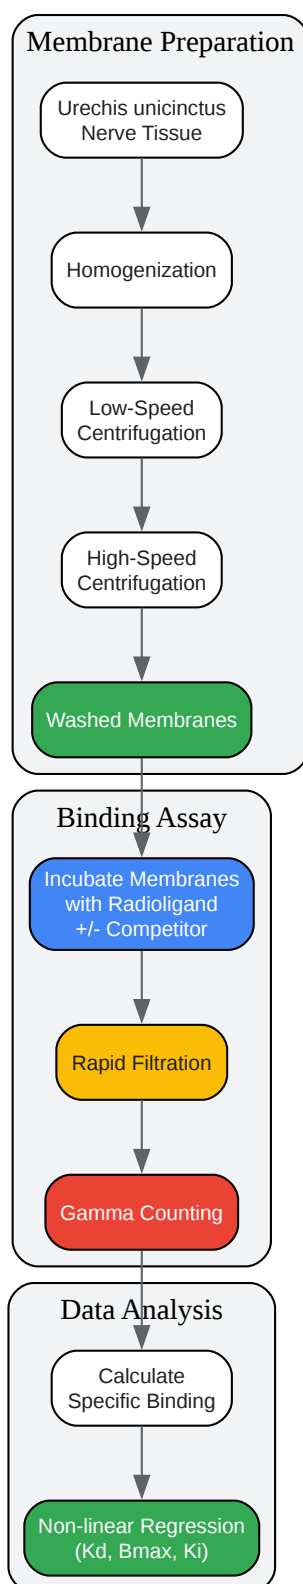 Membrane Preparation
Urechis unicinctus
Nerve Tissue
Homogenization
Low-Speed
Centrifugation
High-Speed
Centrifugation
Washed Membranes
Binding Assay
Incubate Membranes
with Radioligand
+/- Competitor
Rapid Filtration
Gamma Counting
Data Analysis
Calculate
Specific Binding
Non-linear Regression
(Kd, Bmax, Ki)